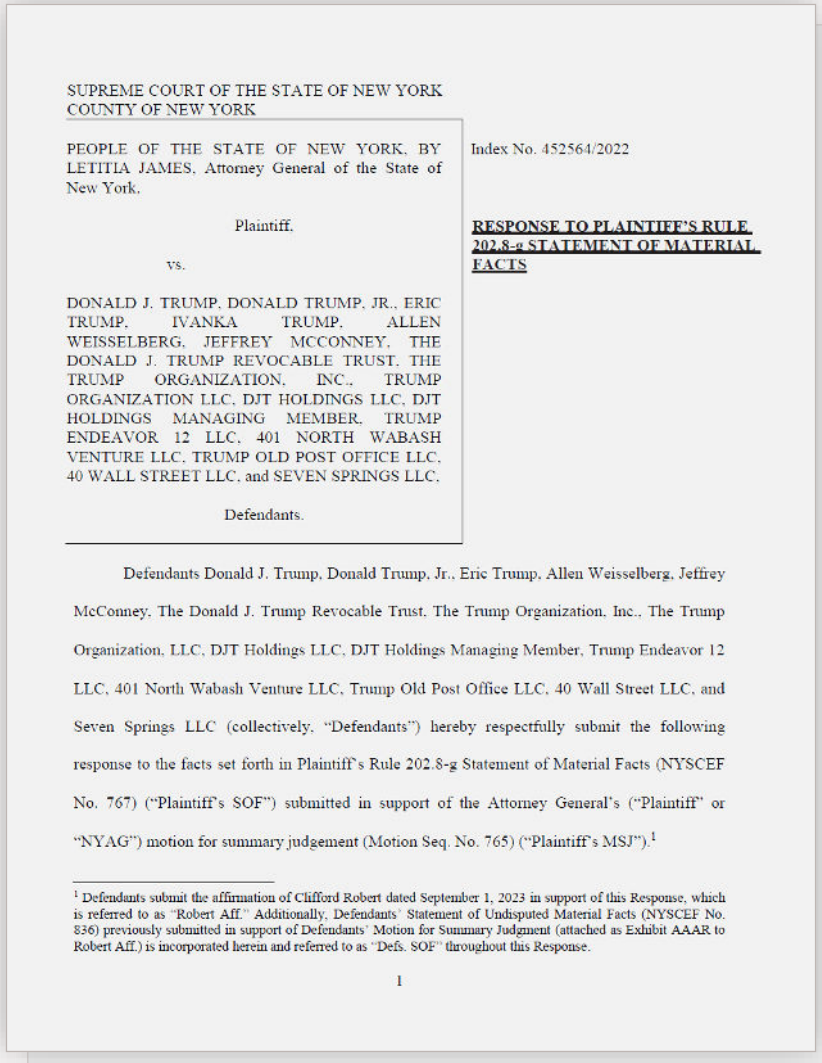 SUPREME COURT OF THE STATE OF NEW YORK
COUNTY OF NEW YORK
PEOPLE OF THE STATE OF NEW YORK, BY
LETITIA JAMES, Attorney General of the State of
New York,
Plaintiff,
vs.
DONALD J. TRUMP, DONALD TRUMP, JR., ERIC
TRUMP, IVANKA TRUMP, ALLEN
WEISSELBERG, JEFFREY MCCONNEY, THE
DONALD J. TRUMP REVOCABLE TRUST, THE
TRUMP ORGANIZATION, INC., TRUMP
ORGANIZATION LLC, DJT HOLDINGS LLC, DJT
HOLDINGS MANAGING MEMBER, TRUMP
ENDEAVOR 12 LLC, 401 NORTH WABASH
VENTURE LLC, TRUMP OLD POST OFFICE LLC,
40 WALL STREET LLC, and SEVEN SPRINGS LLC,
Defendants.
Index No. 452564/2022
RESPONSE TO PLAINTIFF'S RULE
202.8-g STATEMENT OF MATERIAL
FACTS
Defendants Donald J. Trump, Donald Trump, Jr., Eric Trump, Allen Weisselberg, Jeffrey
McConney, The Donald J. Trump Revocable Trust, The Trump Organization, Inc., The Trump
Organization, LLC, DJT Holdings LLC, DJT Holdings Managing Member, Trump Endeavor 12
LLC, 401 North Wabash Venture LLC, Trump Old Post Office LLC, 40 Wall Street LLC, and
Seven Springs LLC (collectively, “Defendants”) hereby respectfully submit the following
response to the facts set forth in Plaintiff's Rule 202.8-g Statement of Material Facts (NYSCEF
No. 767) (“Plaintiff's SOF”) submitted in support of the Attorney General's (“Plaintiff” or
“NYAG”) motion for summary judgement (Motion Seq. No. 765) (“Plaintiff's MSJ”).1
1 Defendants submit the affirmation of Clifford Robert dated September 1, 2023 in support of this Response, which
is referred to as “Robert Aff.” Additionally, Defendants' Statement of Undisputed Material Facts (NYSCEF No.
836) previously submitted in support of Defendants' Motion for Summary Judgment (attached as Exhibit AAAR to
Robert Aff.) is incorporated herein and referred to as “Defs. SOF” throughout this Response.
1